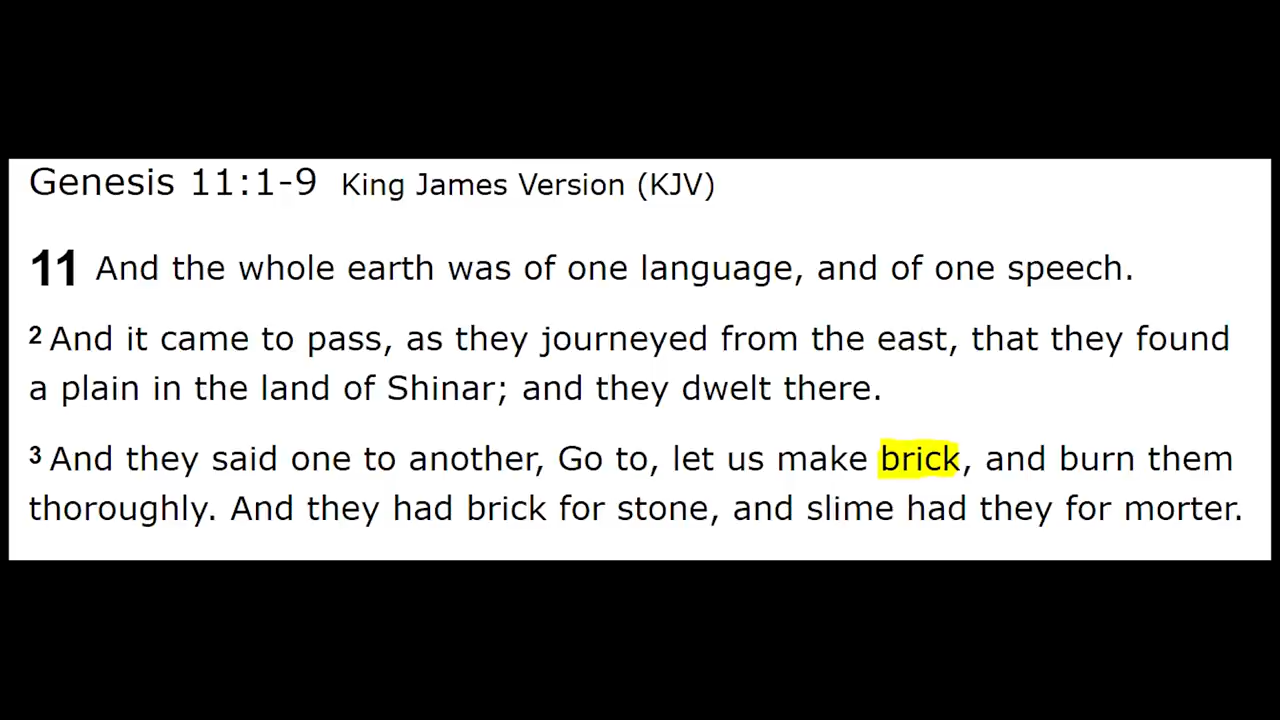 Genesis 11:1-9 King James Version (KJV)
11 And the whole earth was of one language, and of one speech.
2 And it came to pass, as they journeyed from the east, that they found
a plain in the land of Shinar; and they dwelt there.
3 And they said one to another, Go to, let us make brick, and burn them
thoroughly. And they had brick for stone, and slime had they for morter.